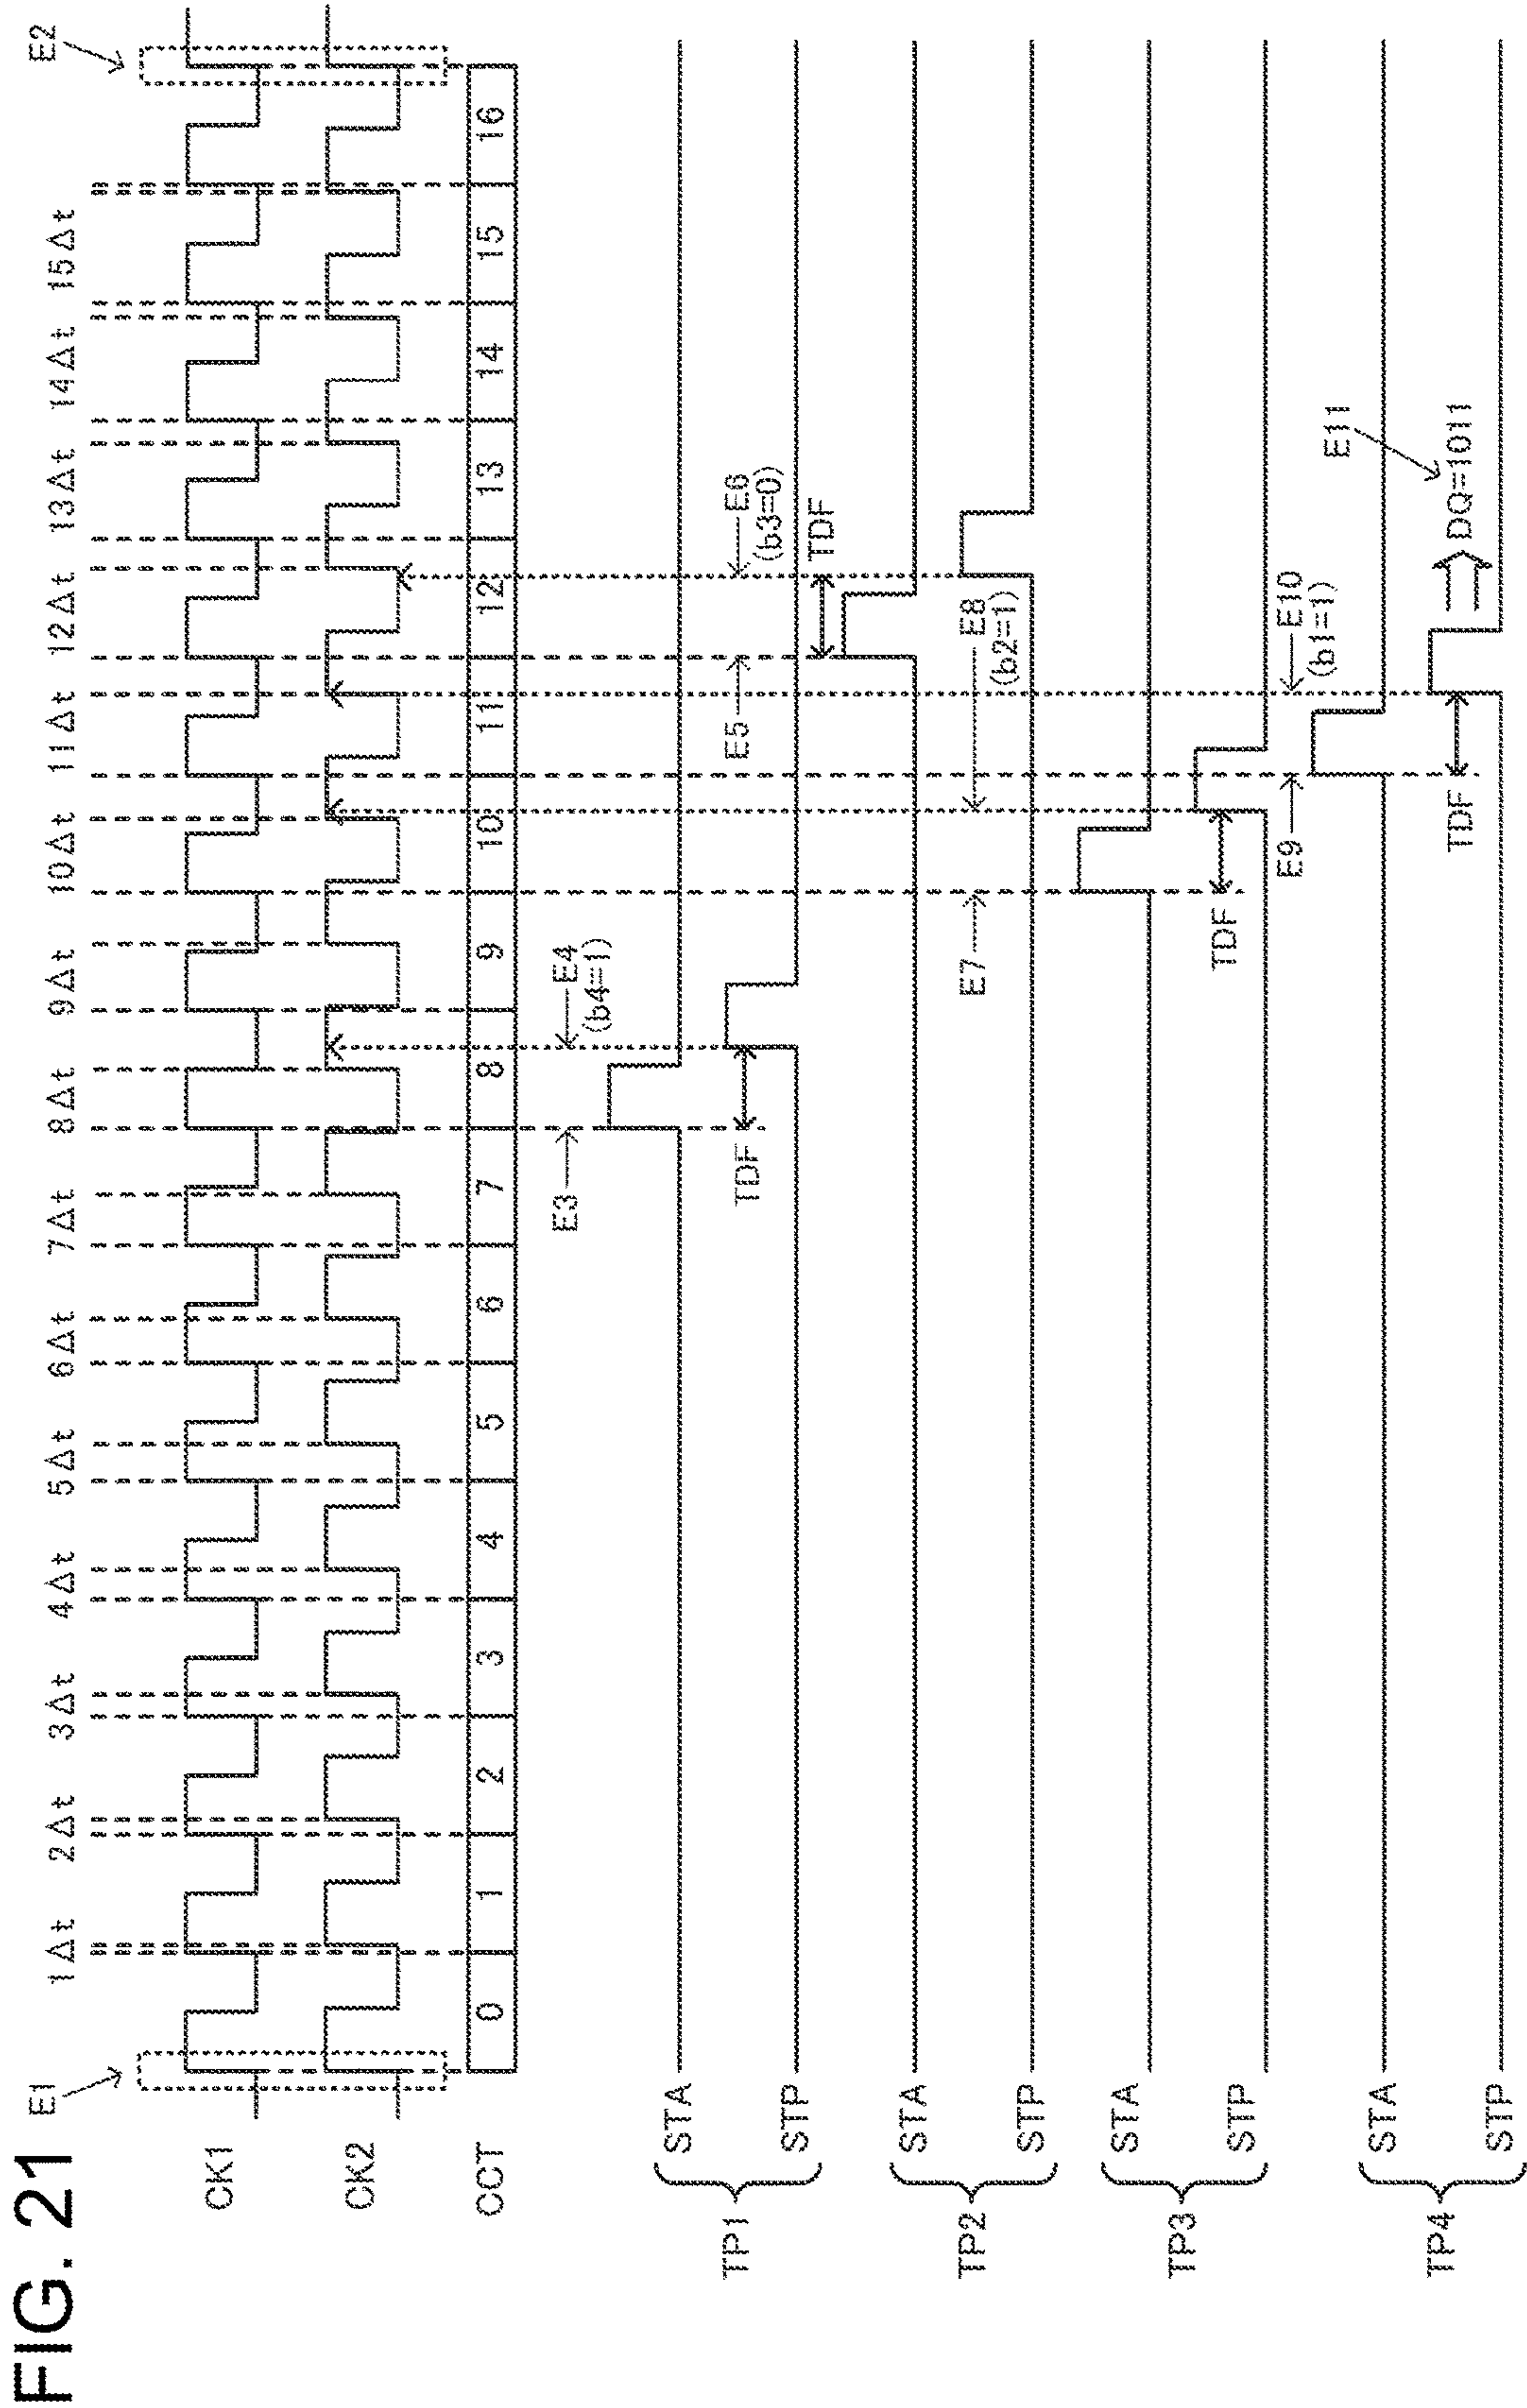 FIG. 21
E1
E2
1Δt 2Δt 3Δt 4Δt 5Δt 6Δt 7Δt 8Δt 9Δt 10Δt 11Δt 12Δt 13Δt 14Δt 15Δt
CK1
CK2
CCT 0 1 2 3 4 5 6 7 8 9 10 11 12 13 14 15 16
TP1
STA
E3
E4
(b4=1)
STP
TDF
E5
E6
(b3=0)
TP2
STA
TDF
STP
E7
E8
(b2=1)
TP3
STA
STP
TDF
E9
E10
(b1=1)
TP4
STA
E11
STP
TDF
DQ=1011